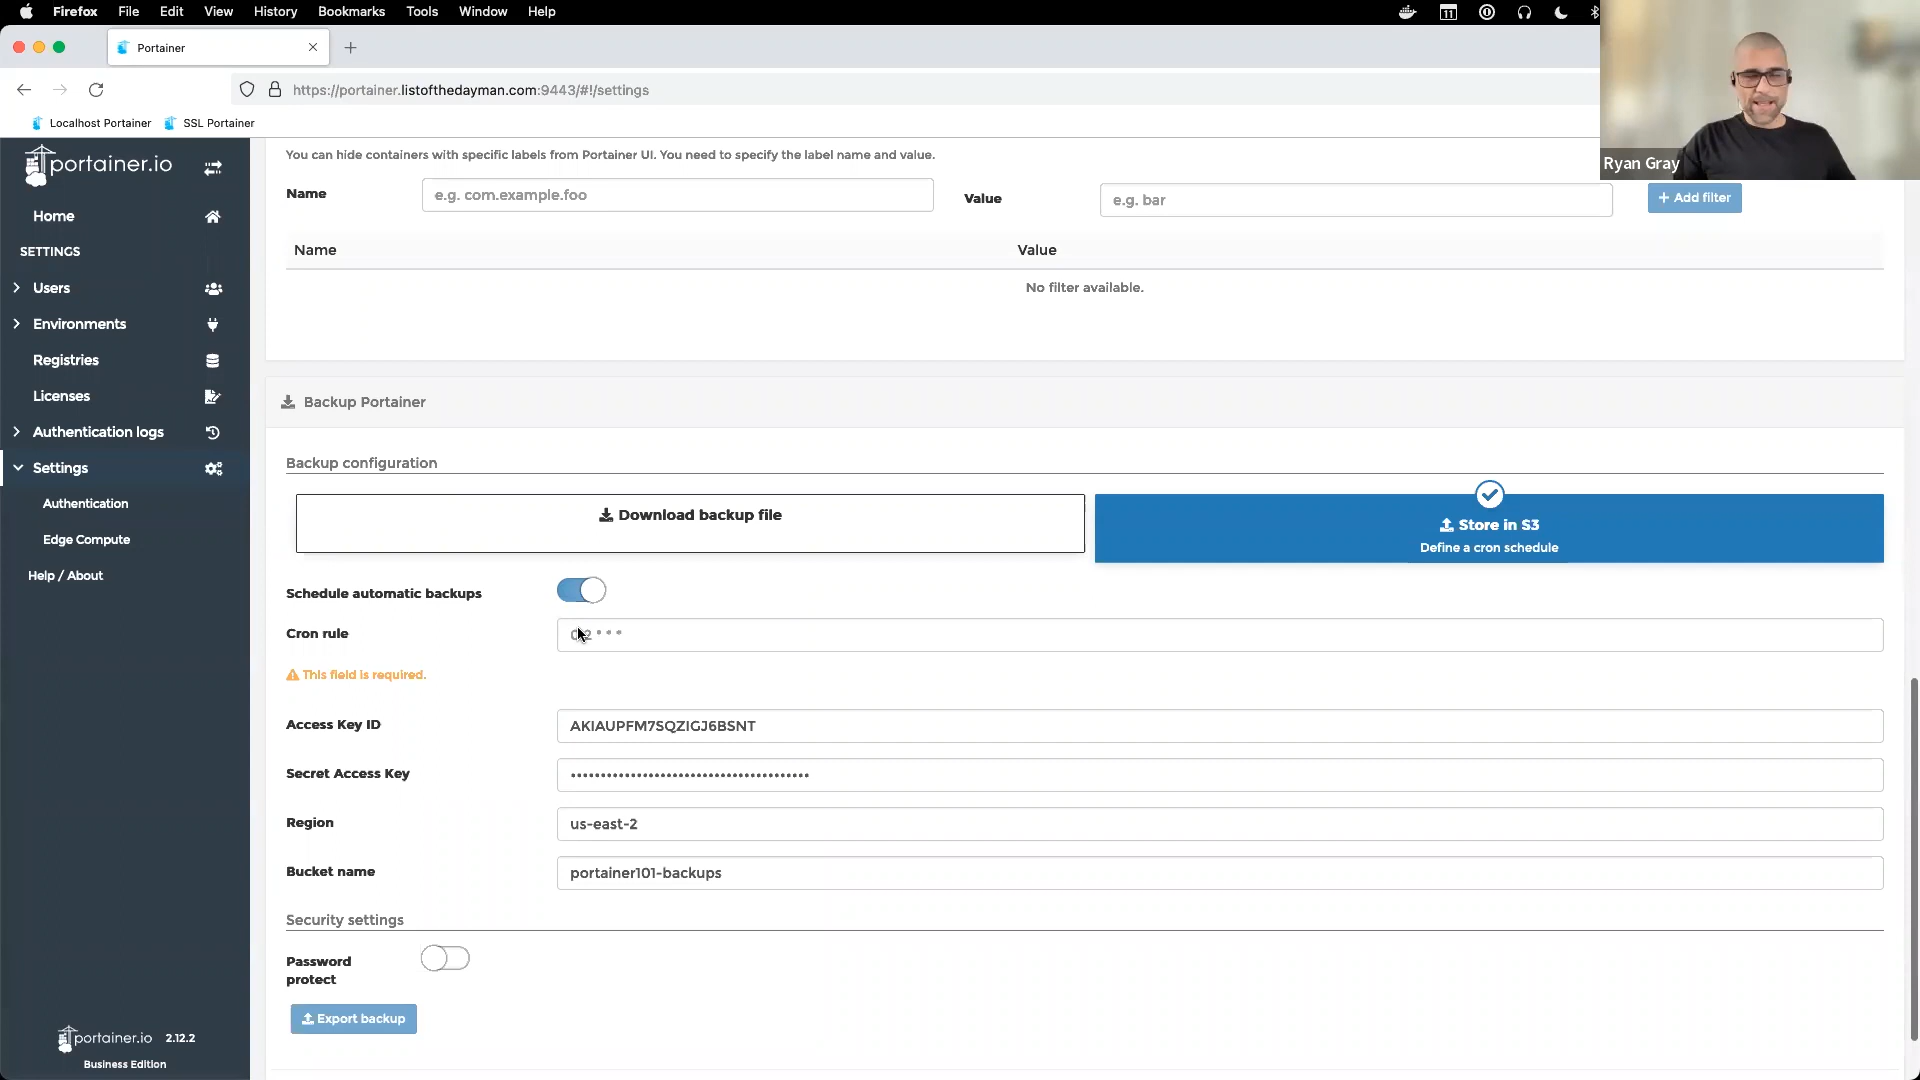 Firefox File Edit View History Bookmarks Tools Window Help
11
Portainer
https://portainer.listofthedayman.com:9443/#!/settings
Localhost Portainer SSL Portainer
Ryan Gray
portainer.io
Home
SETTINGS
Users
Environments
Registries
Licenses
Authentication logs
Settings
Authentication
Edge Compute
Help / About
portainer.io 2.12.2
Business Edition
You can hide containers with specific labels from Portainer UI. You need to specify the label name and value.
Name e.g. com.example.foo Value e.g. bar + Add filter
Name Value
No filter available.
Backup Portainer
Backup configuration
Download backup file
Store in S3
Define a cron schedule
Schedule automatic backups
Cron rule * * *
This field is required.
Access Key ID AKIAUPFM7SQZIGJ6BSNT
Secret Access Key
Region us-east-2
Bucket name portainer101-backups
Security settings
Password
protect
Export backup